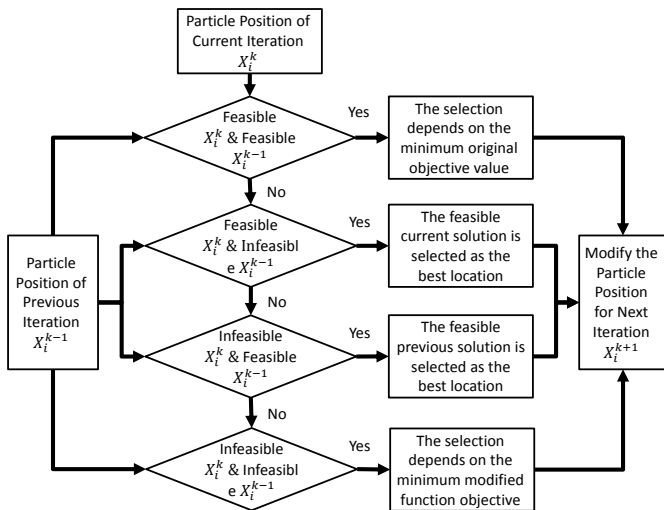 Particle Position of
Current Iteration
$X_i^k$
Feasible
$X_i^k$ & Feasible
$X_i^{k-1}$
Yes
The selection
depends on the
minimum original
objective value
No
Feasible
$X_i^k$ & Infeasibl
e $X_i^{k-1}$
Yes
The feasible
current solution is
selected as the
best location
Particle
Position of
Previous
Iteration
$X_i^{k-1}$
Modify the
Particle
Position
for Next
Iteration
$X_i^{k+1}$
No
Infeasible
$X_i^k$ & Feasible
$X_i^{k-1}$
Yes
The feasible
previous solution is
selected as the
best location
No
Infeasible
$X_i^k$ & Infeasibl
e $X_i^{k-1}$
Yes
The selection
depends on the
minimum modified
function objective